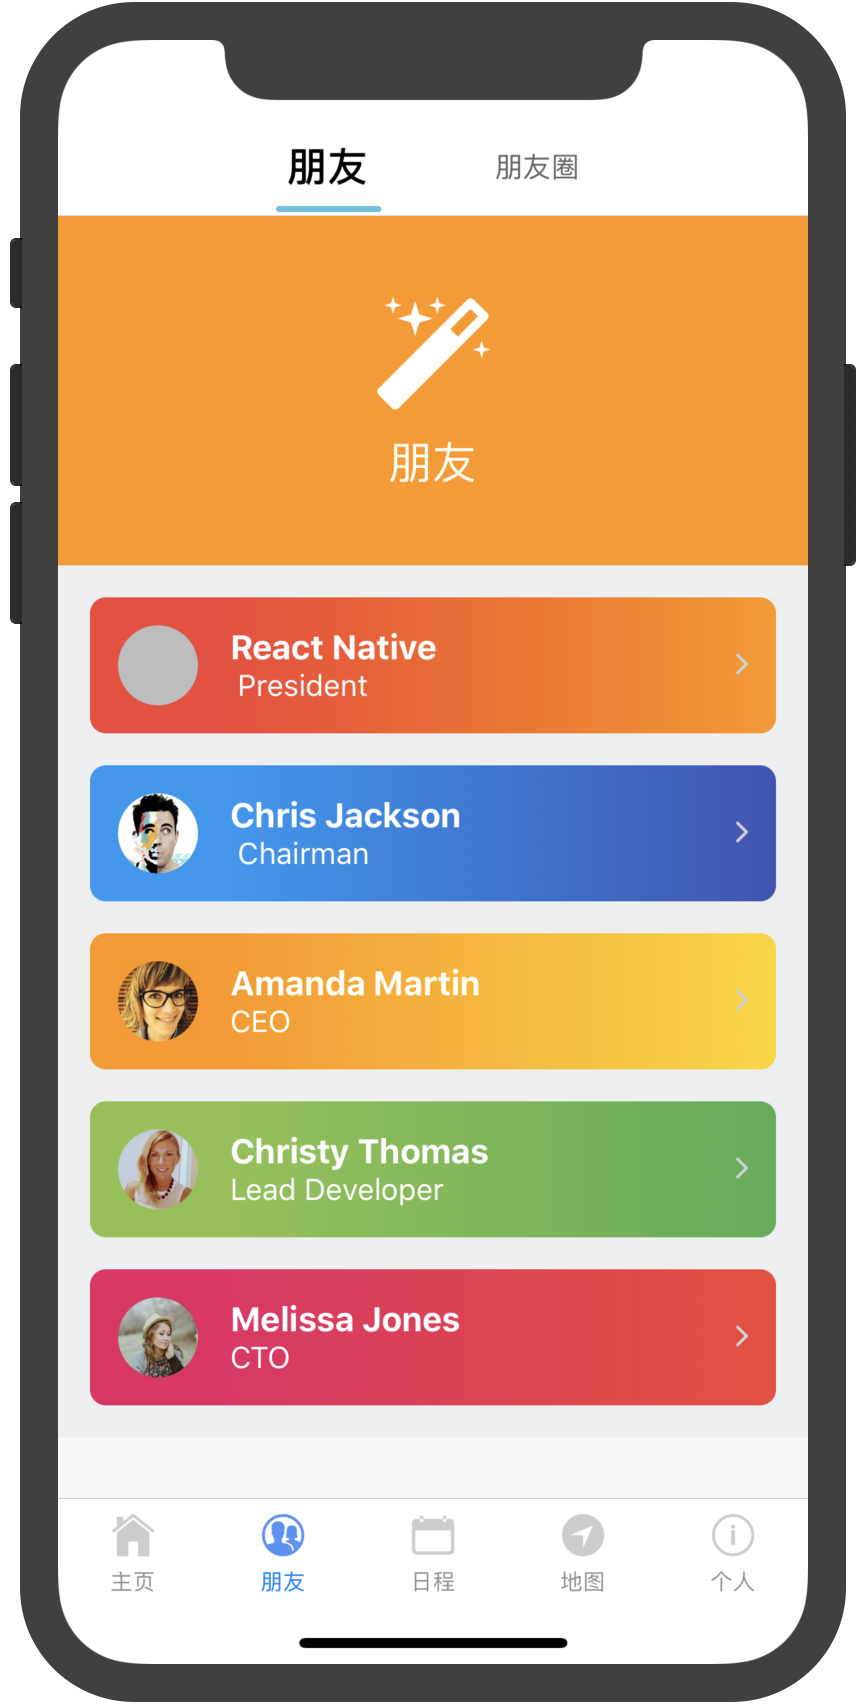 朋友 朋友圈
朋友
React Native
President
Chris Jackson
Chairman
Amanda Martin
CEO
Christy Thomas
Lead Developer
Melissa Jones
CTO
主页 朋友 日程 地图 个人